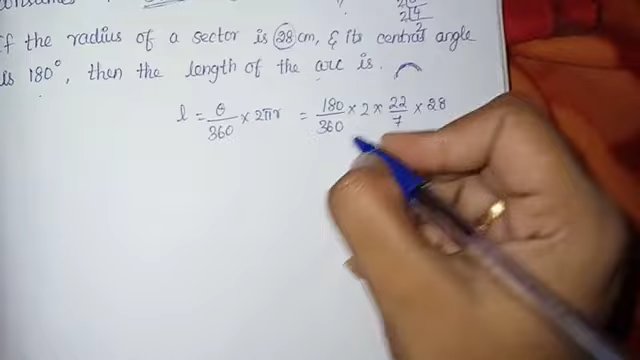 If the radius of a sector is 28 cm, & its central angle
is 180°, then the length of the arc is.
l = θ/360 × 2πr = 180/360 × 2 × 22/7 × 28